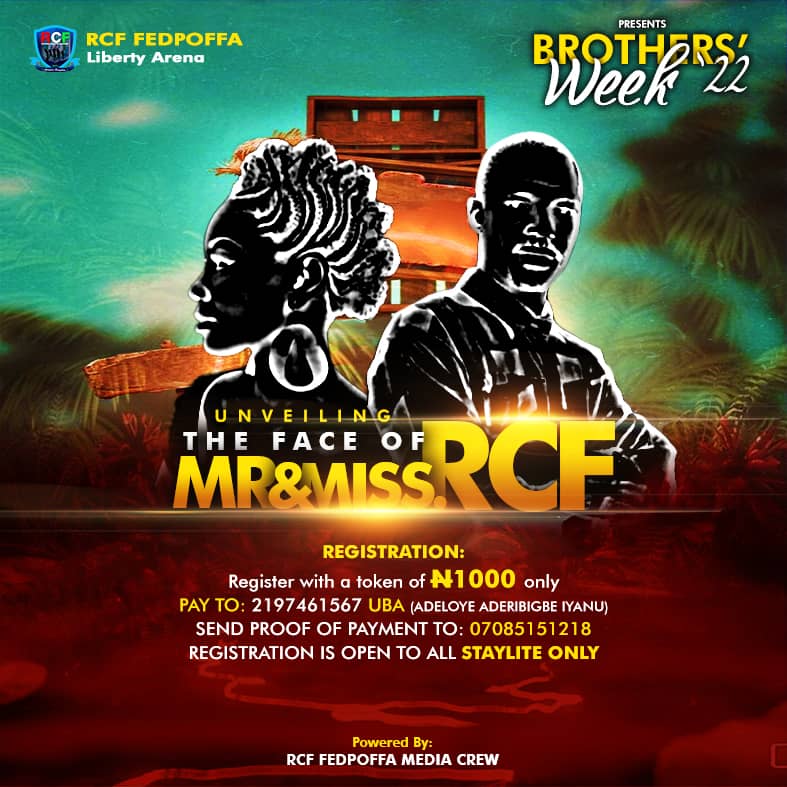 RCF
RCF FEDPOFFA
Liberty Arena
PRESENTS
BROTHERS'
Week '22
UNVEILING
THE FACE OF
MR&MISS.RCF
REGISTRATION:
Register with a token of ₦1000 only
PAY TO: 2197461567 UBA (ADELOYE ADERIBIGBE IYANU)
SEND PROOF OF PAYMENT TO: 07085151218
REGISTRATION IS OPEN TO ALL STAYLITE ONLY
Powered By:
RCF FEDPOFFA MEDIA CREW